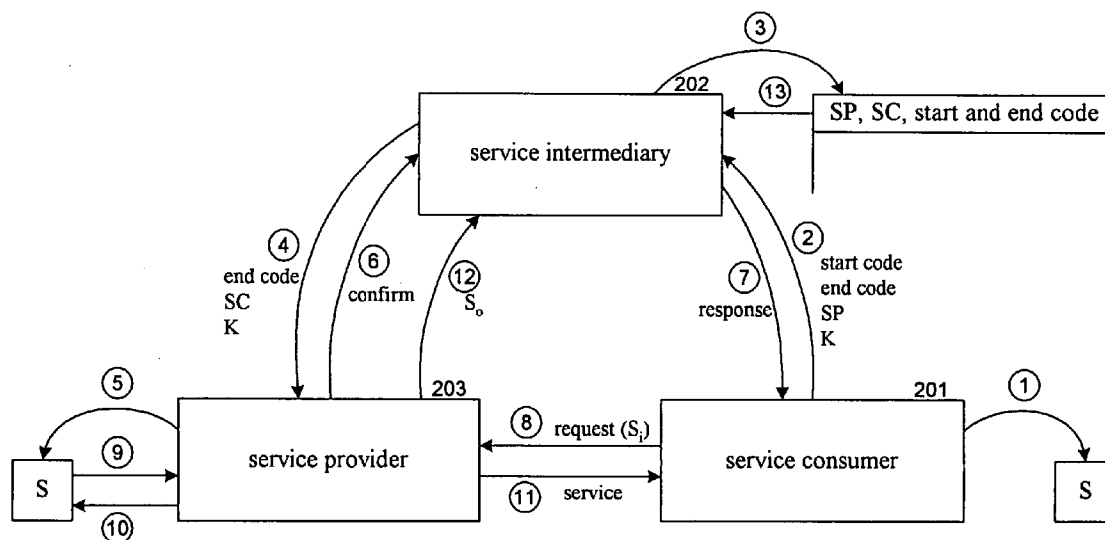 3
202
13
SP, SC, start and end code
service intermediary
4
end code
SC
K
6
confirm
12
Sₒ
7
response
2
start code
end code
SP
K
5
203
201
1
8
request (Sᵢ)
9
S
service provider
service consumer
S
11
service
10